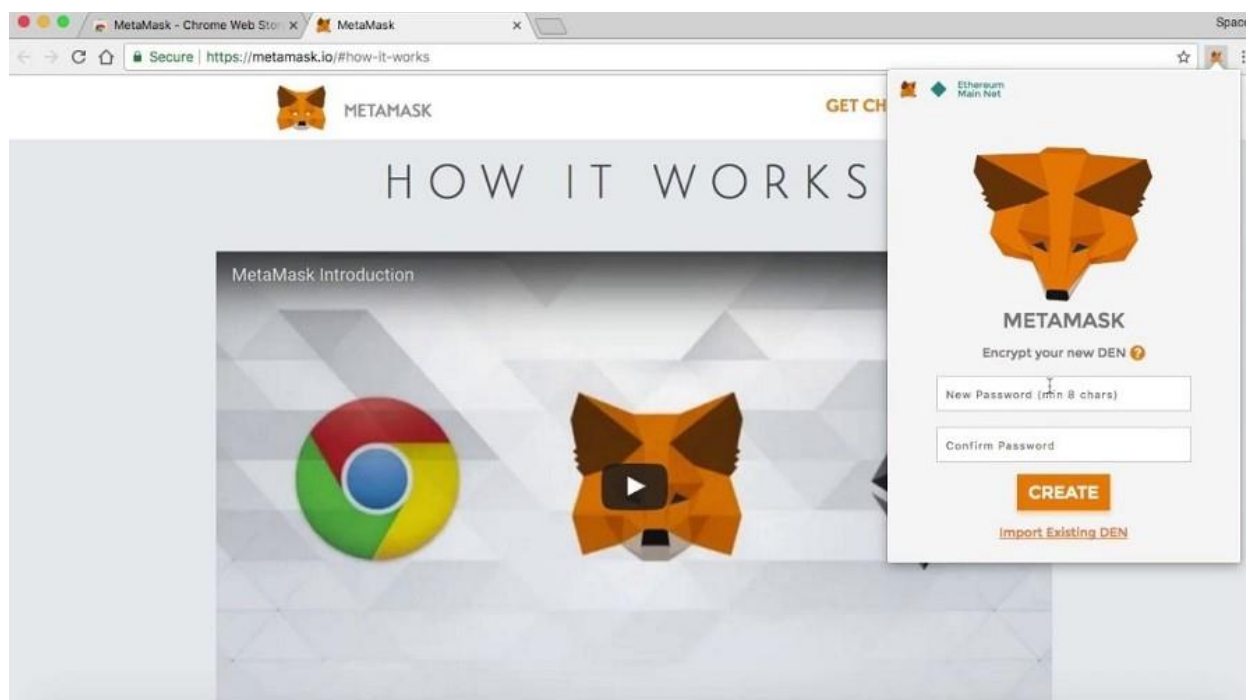 MetaMask - Chrome Web Stor
MetaMask
Secure | https://metamask.io/#how-it-works
METAMASK
GET CH
HOW IT WORKS
MetaMask Introduction
Ethereum
Main Net
METAMASK
Encrypt your new DEN ?
New Password (min 8 chars)
Confirm Password
CREATE
Import Existing DEN